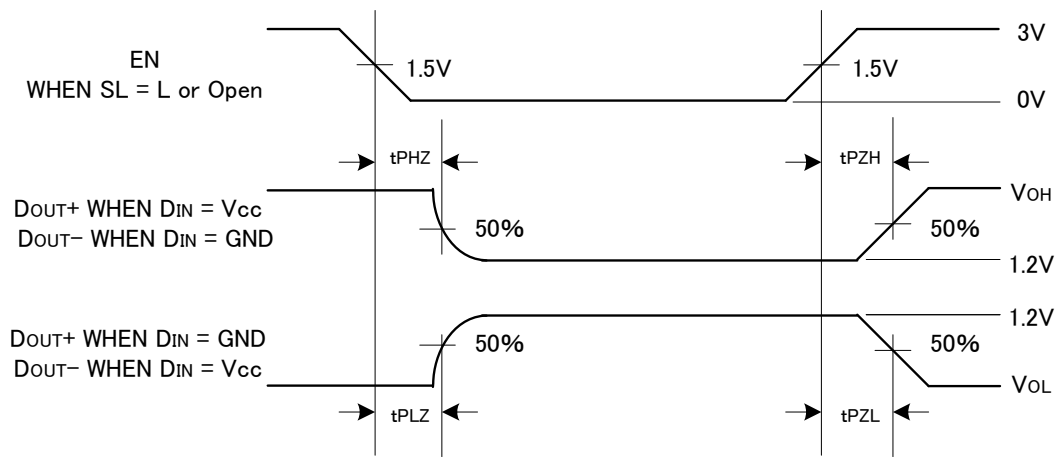 EN
WHEN SL = L or Open
1.5V
1.5V
3V
0V
tPHZ
tPZH
DOUT+ WHEN DIN = Vcc
DOUT− WHEN DIN = GND
50%
50%
VOH
1.2V
DOUT+ WHEN DIN = GND
DOUT− WHEN DIN = Vcc
50%
50%
1.2V
VOL
tPLZ
tPZL